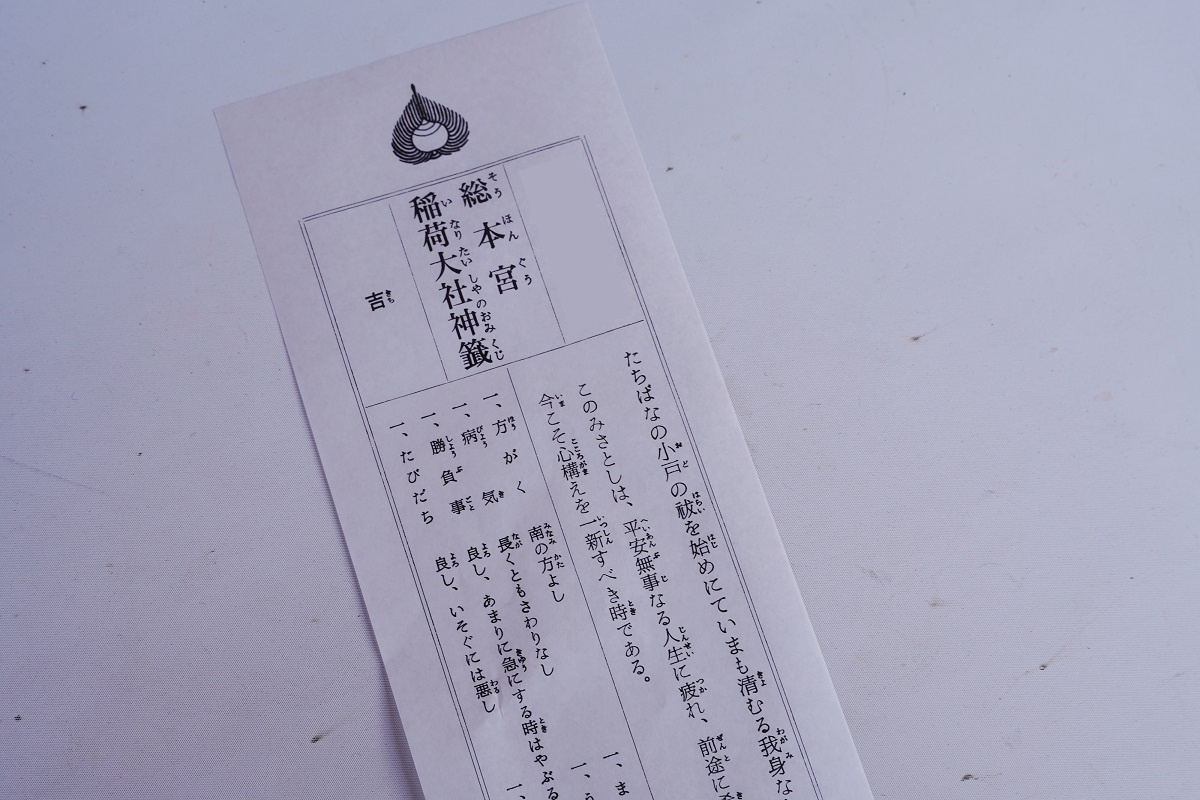 総本宮
稲荷大社神籤
吉
たちばなの小戸の祓を始めにていまも清むる我身な
このみさとしは、平安無事なる人生に疲れ、前途に
今こそ心構えを一新すべき時である。
一、方がく 南の方よし
一、病気 長くともさわりなし
一、勝負事 良し、あまりに急にする時はやぶる
一、たびだち 良し、いそぐには悪し
一、ま
一、う
一、